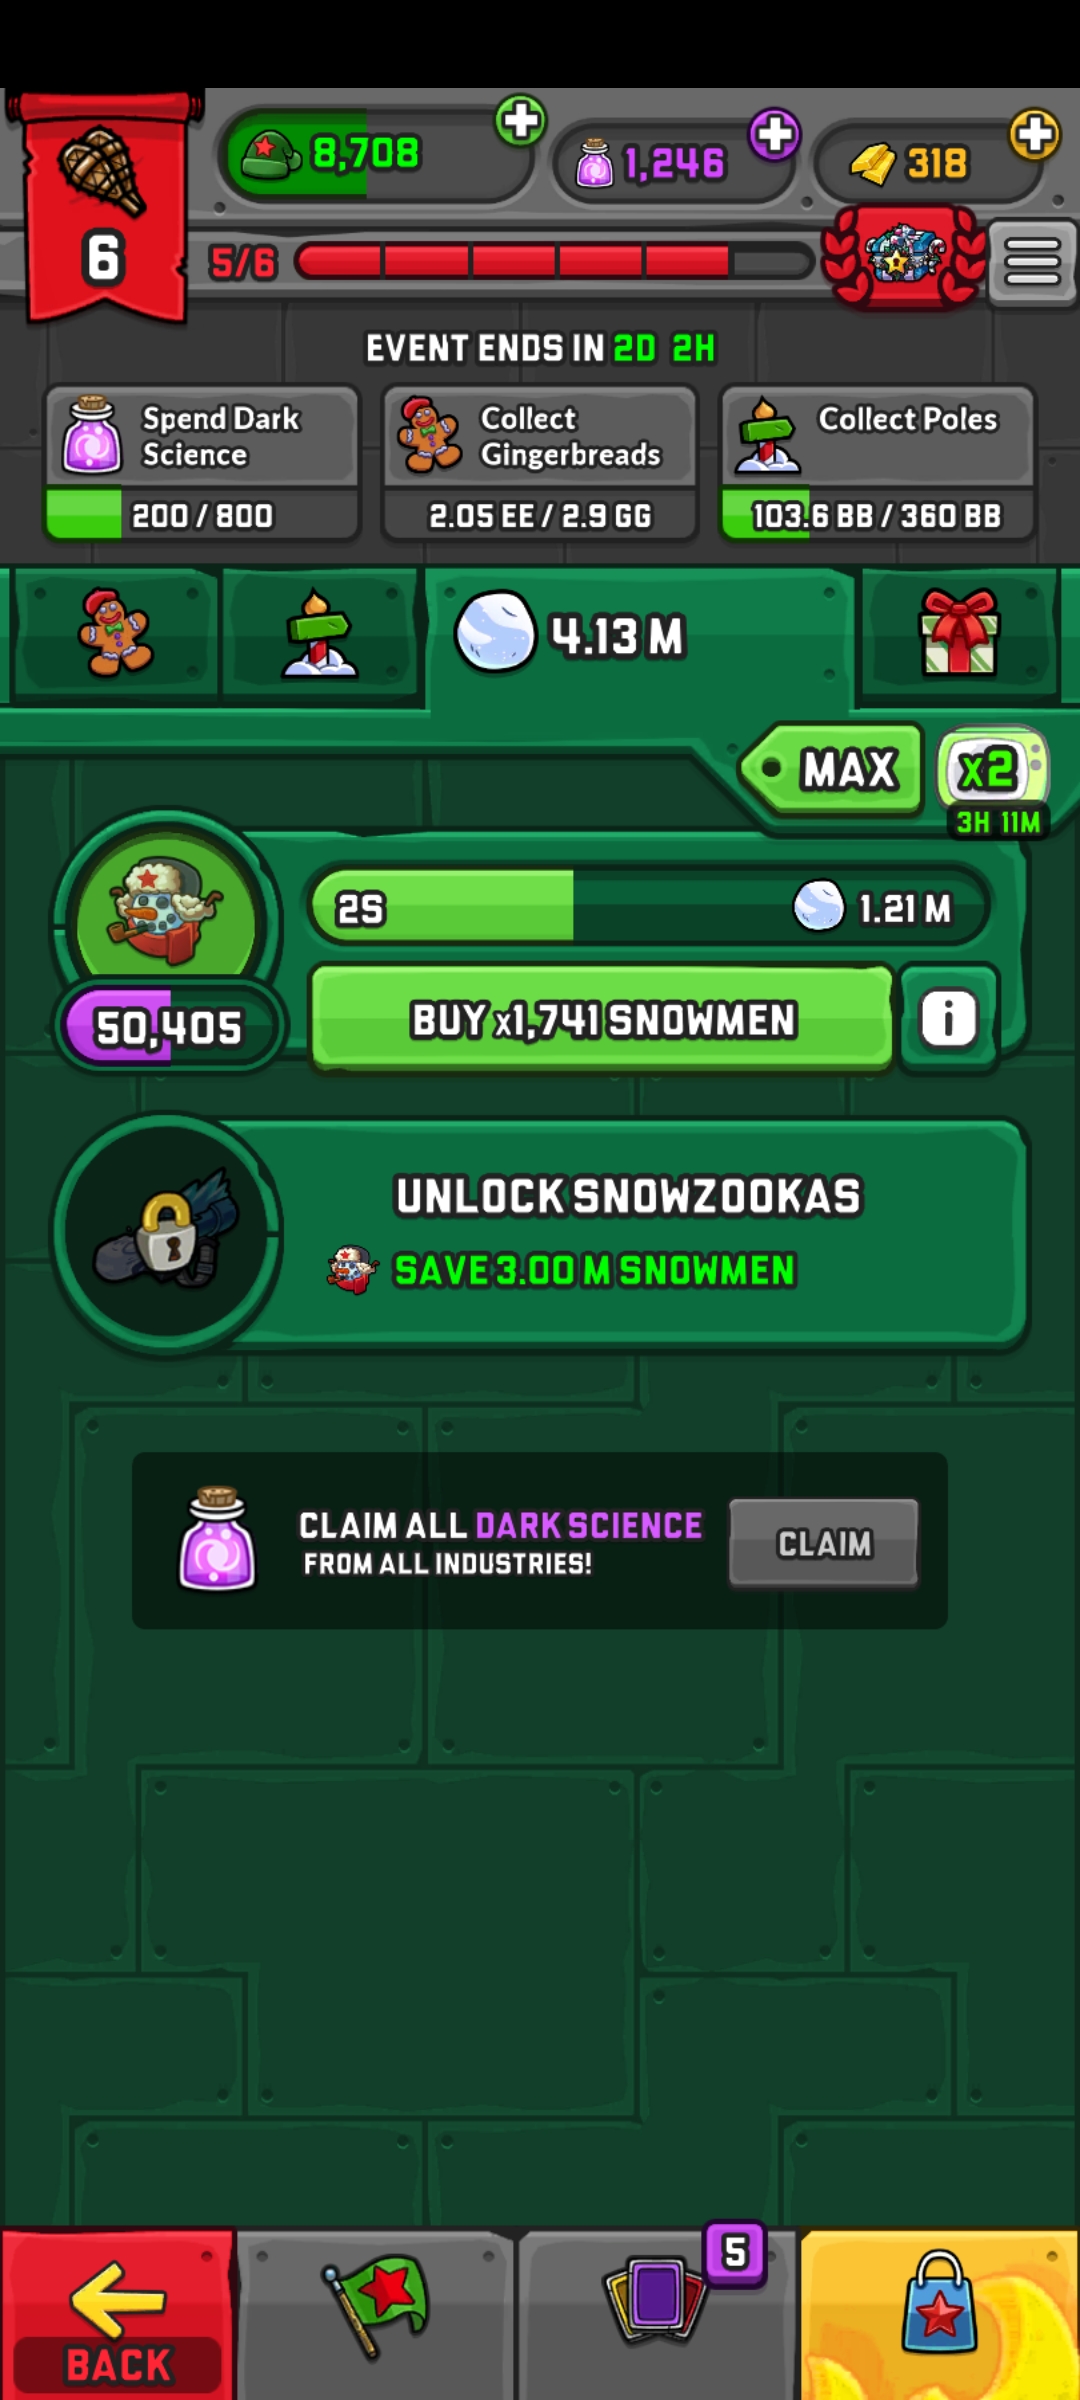 8,708
1,246
318
6
5/6
EVENT ENDS IN 2D 2H
Spend Dark
Science
200 / 800
Collect
Gingerbreads
2.05 EE / 2.9 GG
Collect Poles
103.6 BB / 360 BB
4.13 M
MAX
x2
3H 11M
2S
1.21 M
50,405
BUY x1,741 SNOWMEN
i
UNLOCK SNOWZOOKAS
SAVE 3.00 M SNOWMEN
CLAIM ALL DARK SCIENCE
FROM ALL INDUSTRIES!
CLAIM
5
BACK